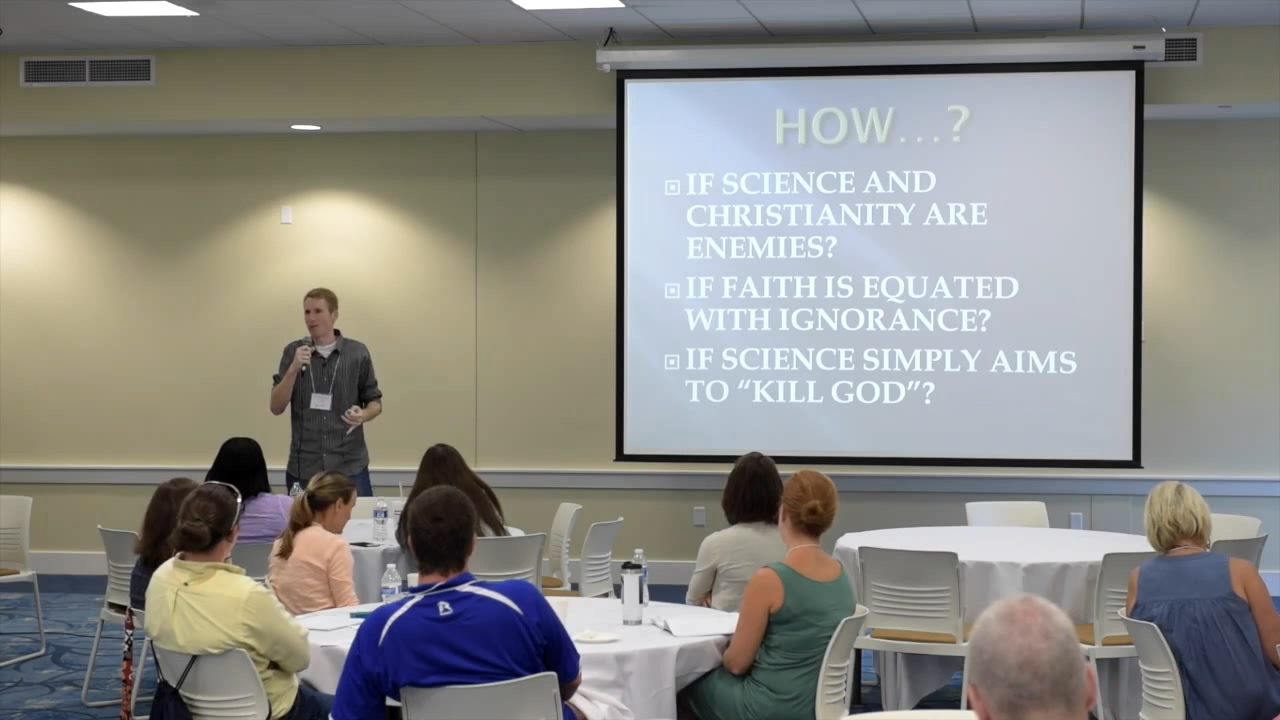 HOW...?
IF SCIENCE AND
CHRISTIANITY ARE
ENEMIES?
IF FAITH IS EQUATED
WITH IGNORANCE?
IF SCIENCE SIMPLY AIMS
TO “KILL GOD”?